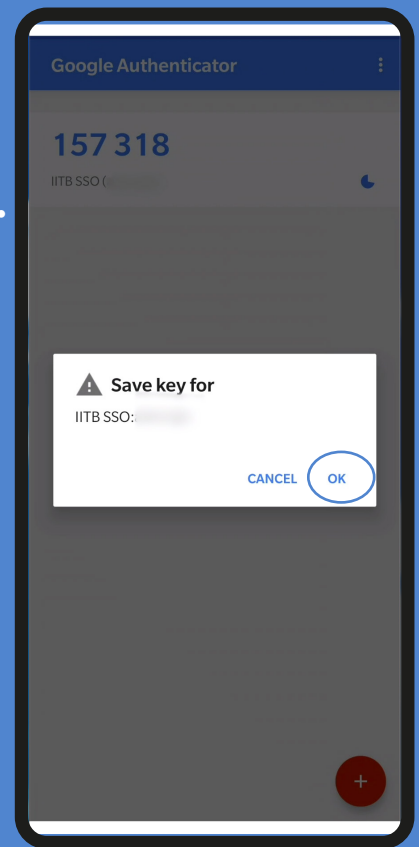 Google Authenticator
157 318
IITB SSO (
Save key for
IITB SSO:
CANCEL OK